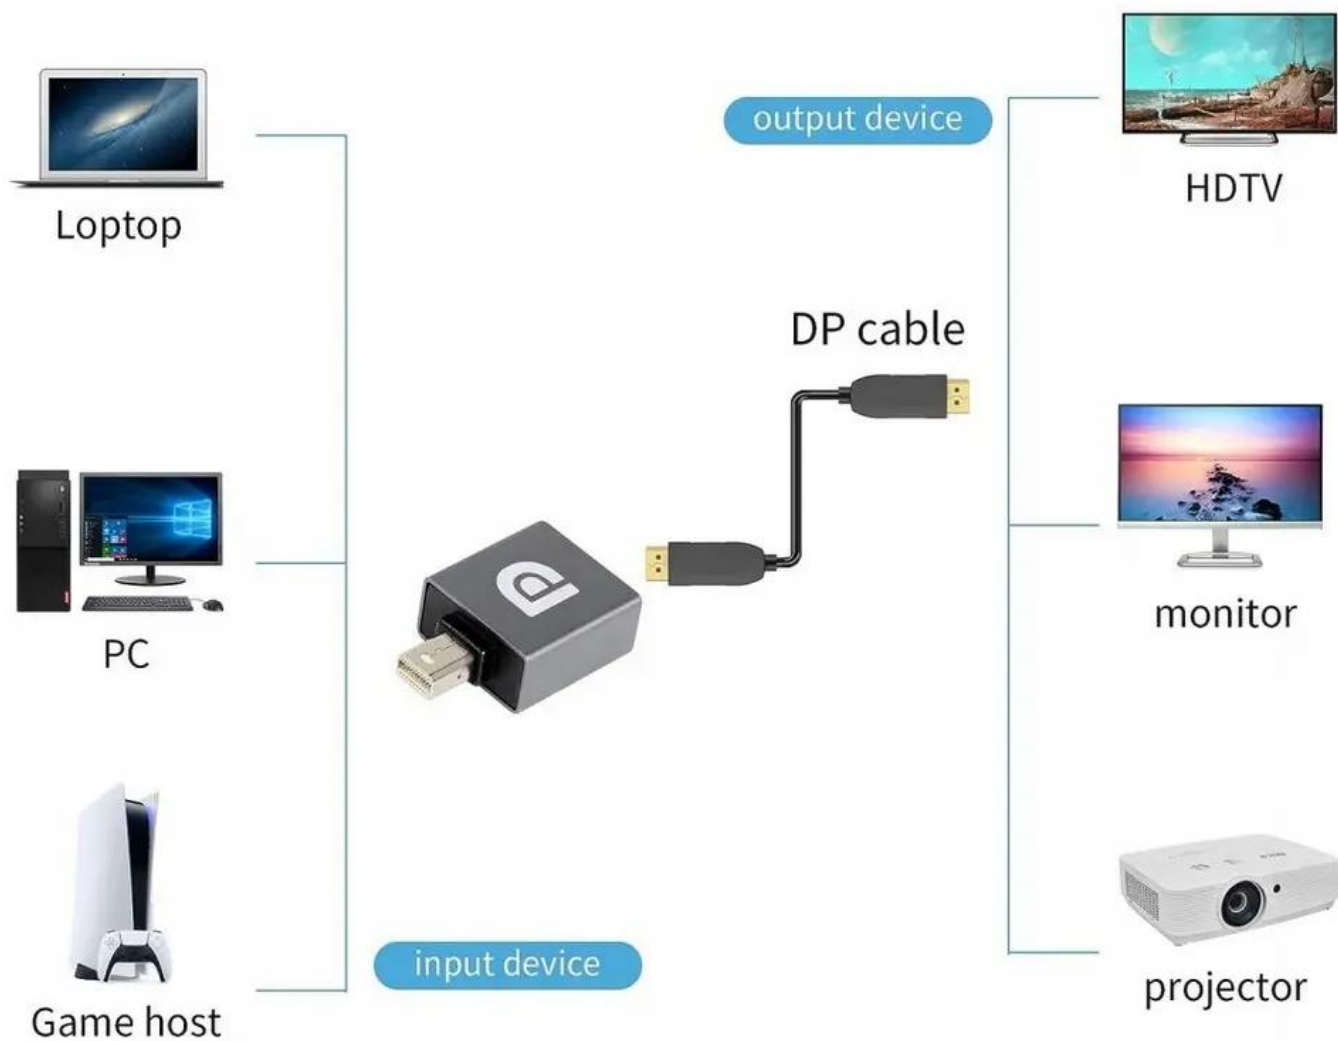 output device
HDTV
Loptop
DP cable
monitor
PC
input device
projector
Game host